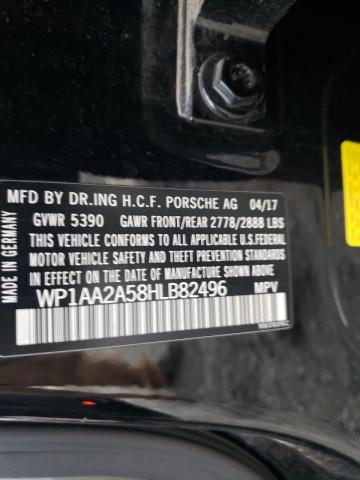 MFD BY DR.ING H.C.F. PORSCHE AG 04/17
GVWR 5390 GAWR FRONT/REAR 2778/2888 LBS
THIS VEHICLE CONFORMS TO ALL APPLICABLE U.S.FEDERAL
MOTOR VEHICLE SAFETY, BUMPER, AND
THEFT PREVENTION STANDARDS IN EFFECT ON THE
DATE OF MANUFACTURE SHOWN ABOVE.
WP1AA2A58HLB82496 MPV
MADE IN GERMANY